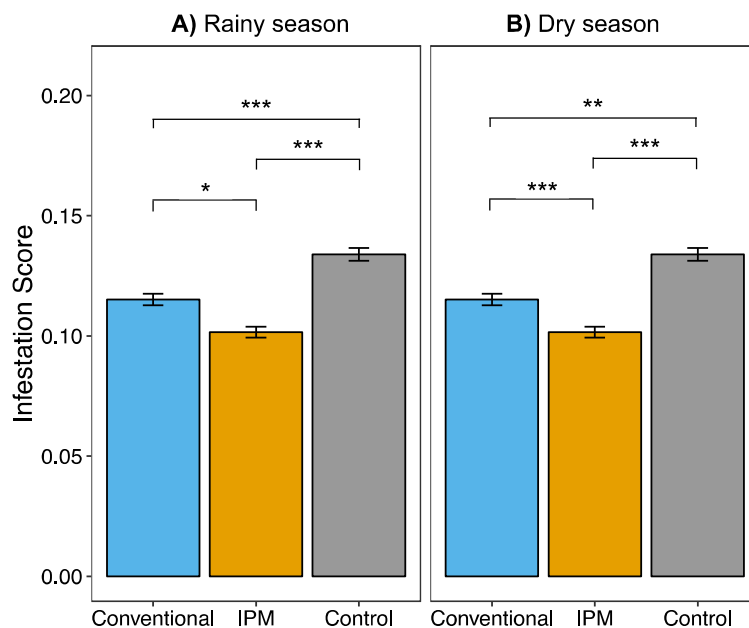 A) Rainy season
B) Dry season
Infestation Score
0.20
0.15
0.10
0.05
0.00
***
***
*
**
***
***
Conventional
IPM
Control
Conventional
IPM
Control